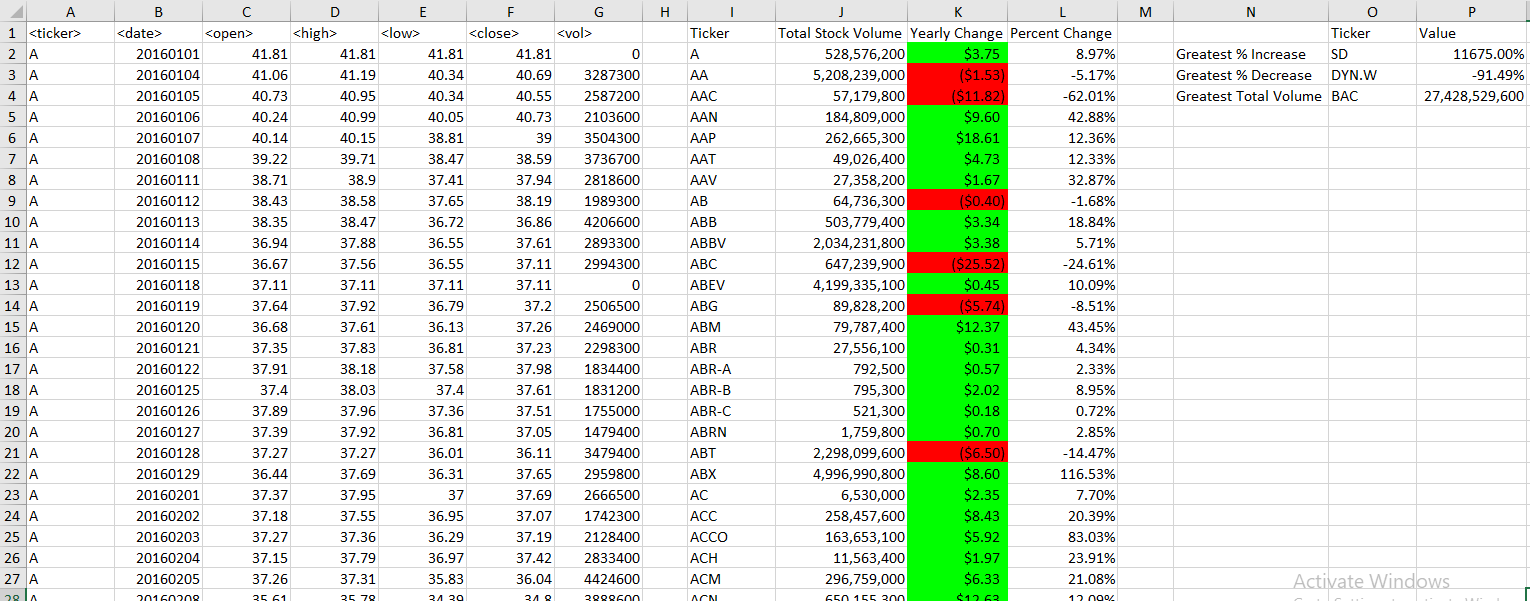 A B C D E F G H I J K L M N O P
1 <ticker> <date> <open> <high> <low> <close> <vol> Ticker Total Stock Volume Yearly Change Percent Change Ticker Value
2 A 20160101 41.81 41.81 41.81 41.81 0 A 528,576,200 $3.75 8.97% Greatest % Increase SD 11675.00%
3 A 20160104 41.06 41.19 40.34 40.69 3287300 AA 5,208,239,000 ($1.53) -5.17% Greatest % Decrease DYN.W -91.49%
4 A 20160105 40.73 40.95 40.34 40.55 2587200 AAC 57,179,800 ($11.82) -62.01% Greatest Total Volume BAC 27,428,529,600
5 A 20160106 40.24 40.99 40.05 40.73 2103600 AAN 184,809,000 $9.60 42.88%
6 A 20160107 40.14 40.15 38.81 39 3504300 AAP 262,665,300 $18.61 12.36%
7 A 20160108 39.22 39.71 38.47 38.59 3736700 AAT 49,026,400 $4.73 12.33%
8 A 20160111 38.71 38.9 37.41 37.94 2818600 AAV 27,358,200 $1.67 32.87%
9 A 20160112 38.43 38.58 37.65 38.19 1989300 AB 64,736,300 ($0.40) -1.68%
10 A 20160113 38.35 38.47 36.72 36.86 4206600 ABB 503,779,400 $3.34 18.84%
11 A 20160114 36.94 37.88 36.55 37.61 2893300 ABBV 2,034,231,800 $3.38 5.71%
12 A 20160115 36.67 37.56 36.55 37.11 2994300 ABC 647,239,900 ($25.52) -24.61%
13 A 20160118 37.11 37.11 37.11 37.11 0 ABEV 4,199,335,100 $0.45 10.09%
14 A 20160119 37.64 37.92 36.79 37.2 2506500 ABG 89,828,200 ($5.74) -8.51%
15 A 20160120 36.68 37.61 36.13 37.26 2469000 ABM 79,787,400 $12.37 43.45%
16 A 20160121 37.35 37.83 36.81 37.23 2298300 ABR 27,556,100 $0.31 4.34%
17 A 20160122 37.91 38.18 37.58 37.98 1834400 ABR-A 792,500 $0.57 2.33%
18 A 20160125 37.4 38.03 37.4 37.61 1831200 ABR-B 795,300 $2.02 8.95%
19 A 20160126 37.89 37.96 37.36 37.51 1755000 ABR-C 521,300 $0.18 0.72%
20 A 20160127 37.39 37.92 36.81 37.05 1479400 ABRN 1,759,800 $0.70 2.85%
21 A 20160128 37.27 37.27 36.01 36.11 3479400 ABT 2,298,099,600 ($6.50) -14.47%
22 A 20160129 36.44 37.69 36.31 37.65 2959800 ABX 4,996,990,800 $8.60 116.53%
23 A 20160201 37.37 37.95 37 37.69 2666500 AC 6,530,000 $2.35 7.70%
24 A 20160202 37.18 37.55 36.95 37.07 1742300 ACC 258,457,600 $8.43 20.39%
25 A 20160203 37.27 37.36 36.29 37.19 2128400 ACCO 163,653,100 $5.92 83.03%
26 A 20160204 37.15 37.79 36.97 37.42 2833400 ACH 11,563,400 $1.97 23.91%
27 A 20160205 37.26 37.31 35.83 36.04 4424600 ACM 296,759,000 $6.33 21.08%
Activate Windows
28 A 20160208 35.61 35.78 34.39 34.8 3888600 ACN 650,155,300 $12.63 12.09%